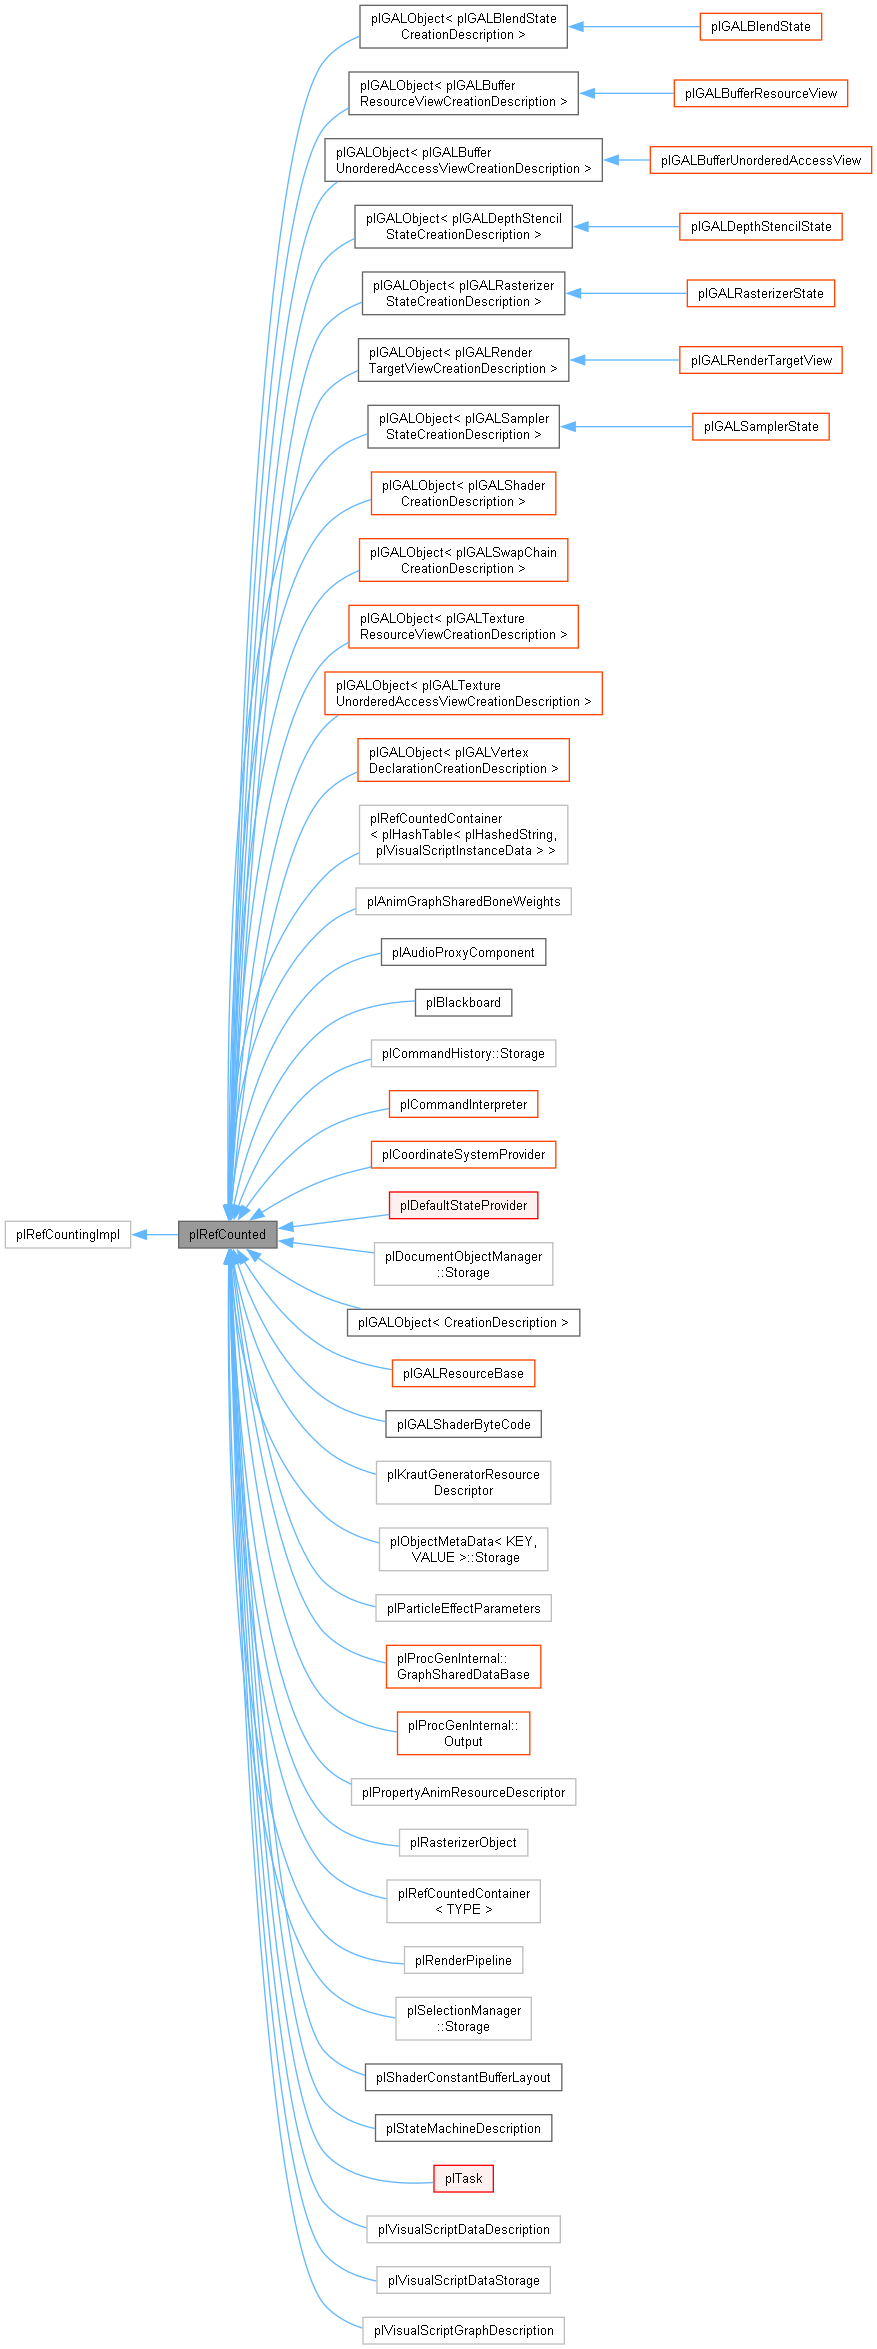 plGALObject< plGALBlendState
CreationDescription >
plGALBlendState
plGALObject< plGALBuffer
ResourceViewCreationDescription >
plGALBufferResourceView
plGALObject< plGALBuffer
UnorderedAccessViewCreationDescription >
plGALBufferUnorderedAccessView
plGALObject< plGALDepthStencil
StateCreationDescription >
plGALDepthStencilState
plGALObject< plGALRasterizer
StateCreationDescription >
plGALRasterizerState
plGALObject< plGALRender
TargetViewCreationDescription >
plGALRenderTargetView
plGALObject< plGALSampler
StateCreationDescription >
plGALSamplerState
plGALObject< plGALShader
CreationDescription >
plGALObject< plGALSwapChain
CreationDescription >
plGALObject< plGALTexture
ResourceViewCreationDescription >
plGALObject< plGALTexture
UnorderedAccessViewCreationDescription >
plGALObject< plGALVertex
DeclarationCreationDescription >
plRefCountedContainer
< plHashTable< plHashedString,
plVisualScriptInstanceData > >
plAnimGraphSharedBoneWeights
plAudioProxyComponent
plBlackboard
plCommandHistory::Storage
plCommandInterpreter
plCoordinateSystemProvider
plDefaultStateProvider
plRefCountingImpl
plRefCounted
plDocumentObjectManager
::Storage
plGALObject< CreationDescription >
plGALResourceBase
plGALShaderByteCode
plKrautGeneratorResource
Descriptor
plObjectMetaData< KEY,
VALUE >::Storage
plParticleEffectParameters
plProcGenInternal::
GraphSharedDataBase
plProcGenInternal::
Output
plPropertyAnimResourceDescriptor
plRasterizerObject
plRefCountedContainer
< TYPE >
plRenderPipeline
plSelectionManager
::Storage
plShaderConstantBufferLayout
plStateMachineDescription
plTask
plVisualScriptDataDescription
plVisualScriptDataStorage
plVisualScriptGraphDescription